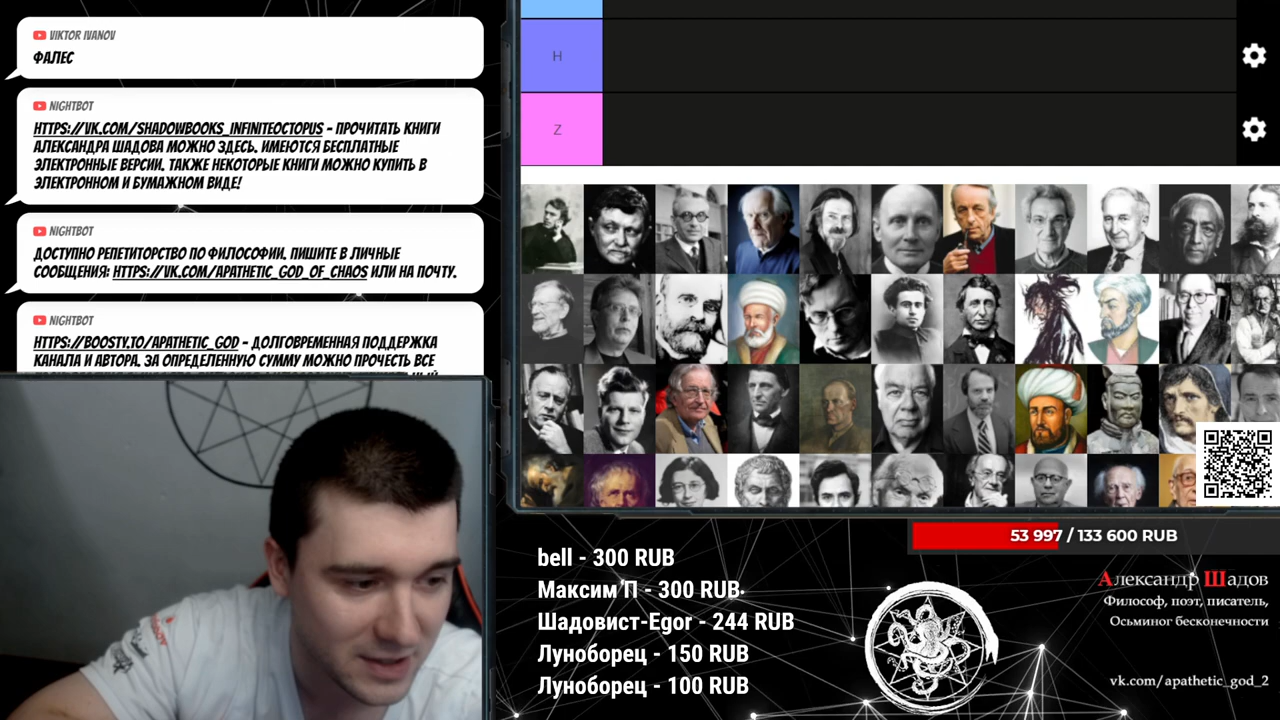 VIKTOR IVANOV
ФАЛЕС
NIGHTBOT
HTTPS://VK.COM/SHADOWBOOKS_INFINITEOCTOPUS - ПРОЧИТАТЬ КНИГИ
АЛЕКСАНДРА ШАДОВА МОЖНО ЗДЕСЬ. ИМЕЮТСЯ БЕСПЛАТНЫЕ
ЭЛЕКТРОННЫЕ ВЕРСИИ. ТАКЖЕ НЕКОТОРЫЕ КНИГИ МОЖНО КУПИТЬ В
ЭЛЕКТРОННОМ И БУМАЖНОМ ВИДЕ!
NIGHTBOT
ДОСТУПНО РЕПЕТИТОРСТВО ПО ФИЛОСОФИИ. ПИШИТЕ В ЛИЧНЫЕ
СООБЩЕНИЯ: HTTPS://VK.COM/APATHETIC_GOD_OF_CHAOS ИЛИ НА ПОЧТУ.
NIGHTBOT
HTTPS://BOOSTY.TO/APATHETIC_GOD - ДОЛГОВРЕМЕННАЯ ПОДДЕРЖКА
КАНАЛА И АВТОРА. ЗА ОПРЕДЕЛЕННУЮ СУММУ МОЖНО ПРОЧЕСТЬ ВСЕ
H
Z
53 997 / 133 600 RUB
bell - 300 RUB
Максим П - 300 RUB
Шадовист-Egor - 244 RUB
Луноборец - 150 RUB
Луноборец - 100 RUB
Александр Шадов
Философ, поэт, писатель,
Осьминог бесконечности
vk.com/apathetic_god_2